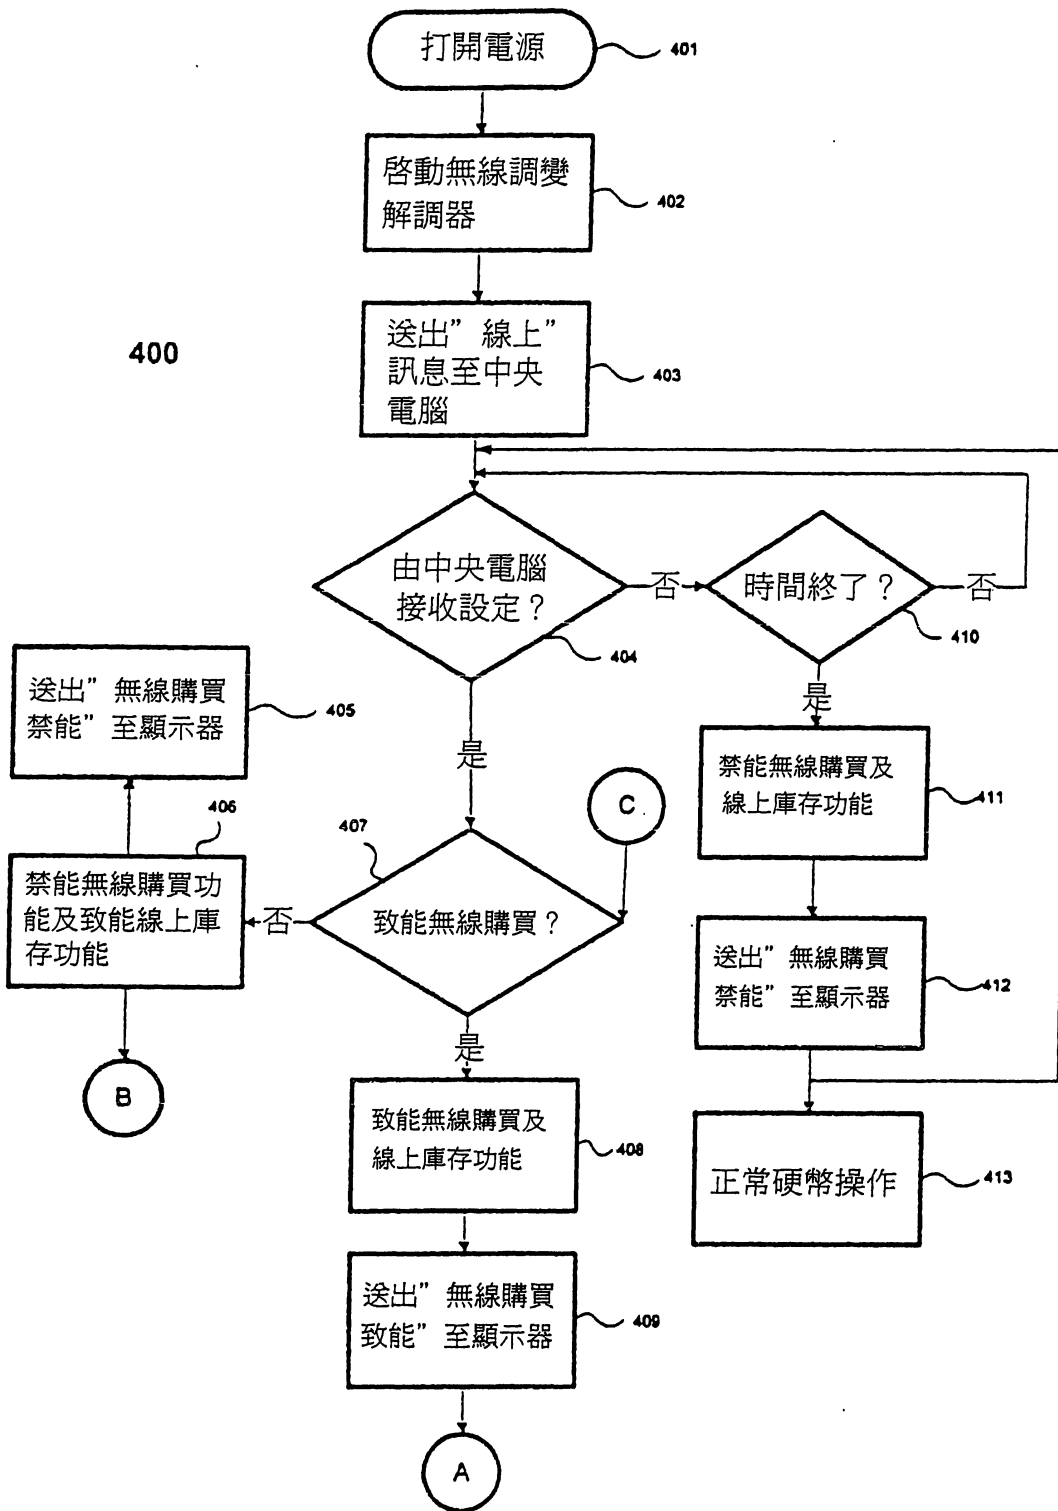 打開電源
401
啓動無線調變
解調器
402
400
送出”線上”
訊息至中央
電腦
403
由中央電腦
接收設定？
404
否
時間終了？
410
否
送出”無線購買
禁能”至顯示器
405
是
是
禁能無線購買及
線上庫存功能
411
C
406
407
禁能無線購買功
能及致能線上庫
存功能
否
致能無線購買？
送出”無線購買
禁能”至顯示器
412
B
是
致能無線購買及
線上庫存功能
408
正常硬幣操作
413
送出”無線購買
致能”至顯示器
409
A